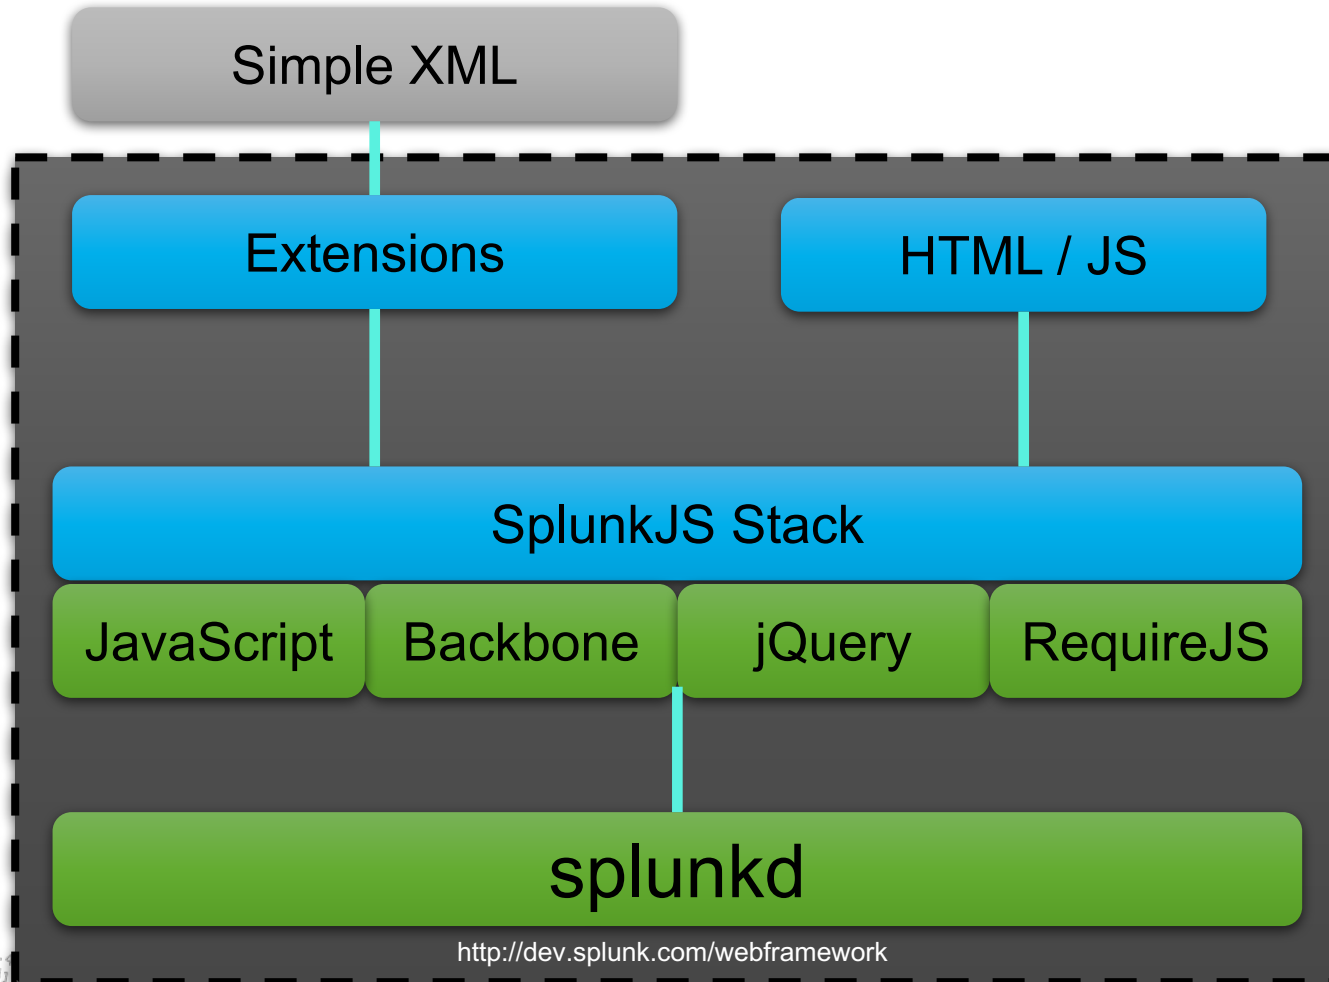 Simple XML
Extensions
HTML / JS
SplunkJS Stack
JavaScript
Backbone
jQuery
RequireJS
splunkd
http://dev.splunk.com/webframework